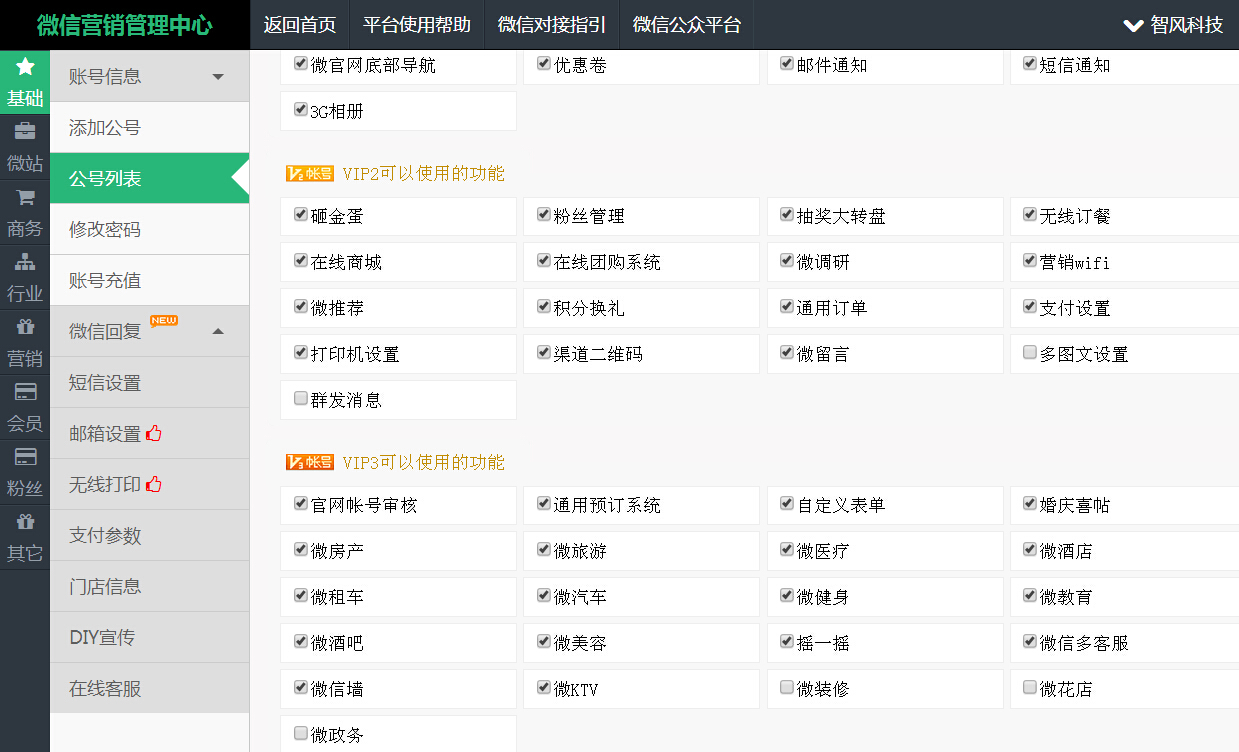 微信营销管理中心
返回首页
平台使用帮助
微信对接指引
微信公众平台
智风科技
基础
微站
商务
行业
营销
会员
粉丝
其它
账号信息
添加公号
公号列表
修改密码
账号充值
微信回复 NEW
短信设置
邮箱设置
无线打印
支付参数
门店信息
DIY宣传
在线客服
微官网底部导航 优惠卷 邮件通知 短信通知
3G相册
V2帐号 VIP2可以使用的功能
砸金蛋 粉丝管理 抽奖大转盘 无线订餐
在线商城 在线团购系统 微调研 营销wifi
微推荐 积分换礼 通用订单 支付设置
打印机设置 渠道二维码 微留言 多图文设置
群发消息
V3帐号 VIP3可以使用的功能
官网帐号审核 通用预订系统 自定义表单 婚庆喜帖
微房产 微旅游 微医疗 微酒店
微租车 微汽车 微健身 微教育
微酒吧 微美容 摇一摇 微信多客服
微信墙 微KTV 微装修 微花店
微政务